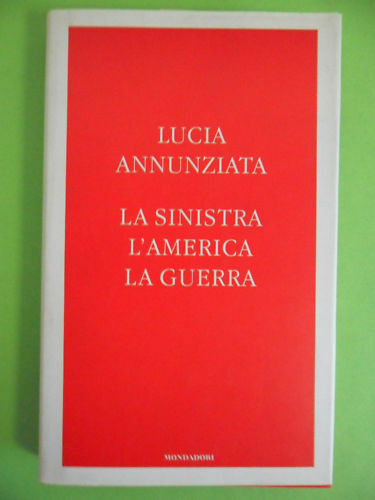 LUCIA
ANNUNZIATA
LA SINISTRA
L'AMERICA
LA GUERRA
MONDADORI